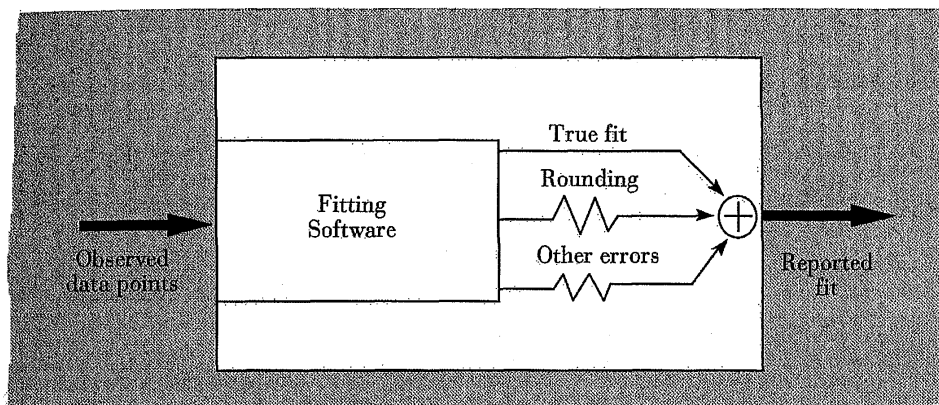 True fit
Rounding
Fitting
Software
Other errors
Observed
data points
Reported
fit